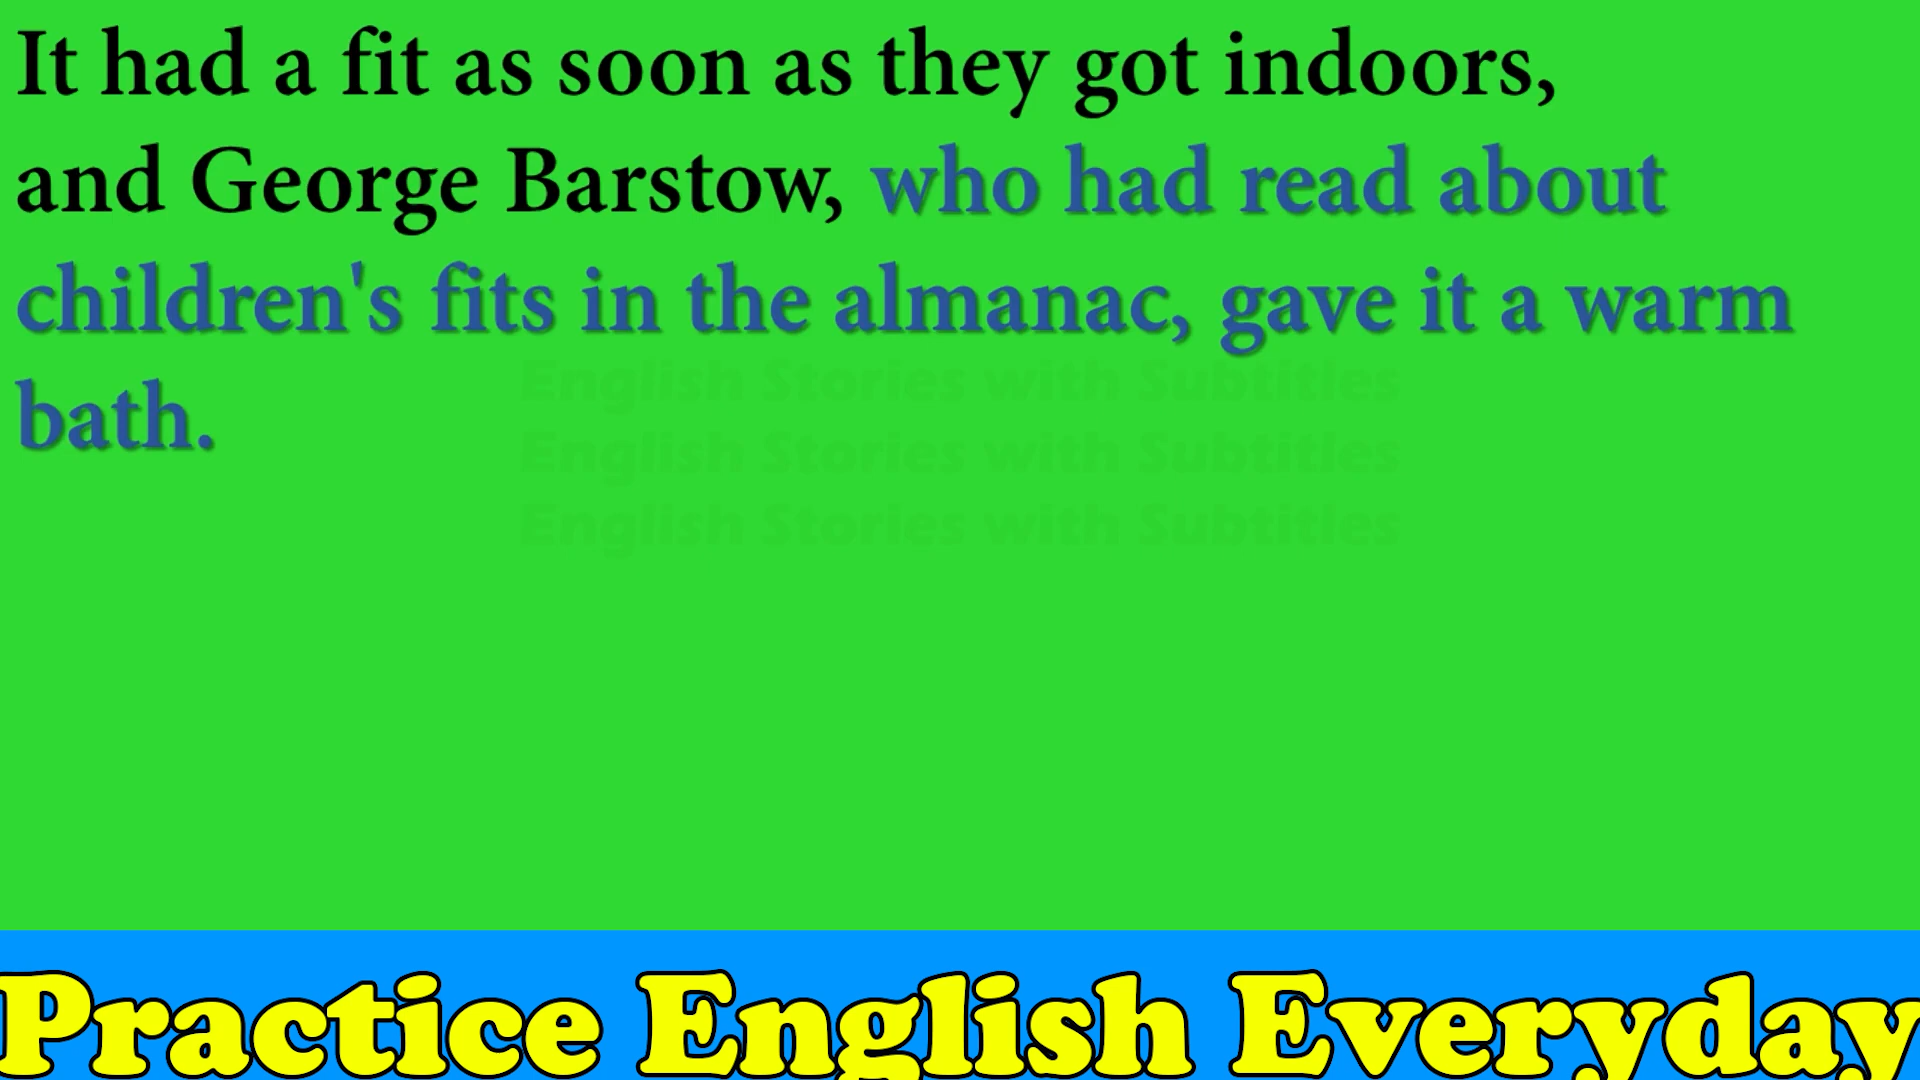 It had a fit as soon as they got indoors,
and George Barstow, who had read about
children's fits in the almanac, gave it a warm
bath.
English Stories with Subtitles
English Stories with Subtitles
English Stories with Subtitles
Practice English Everyday